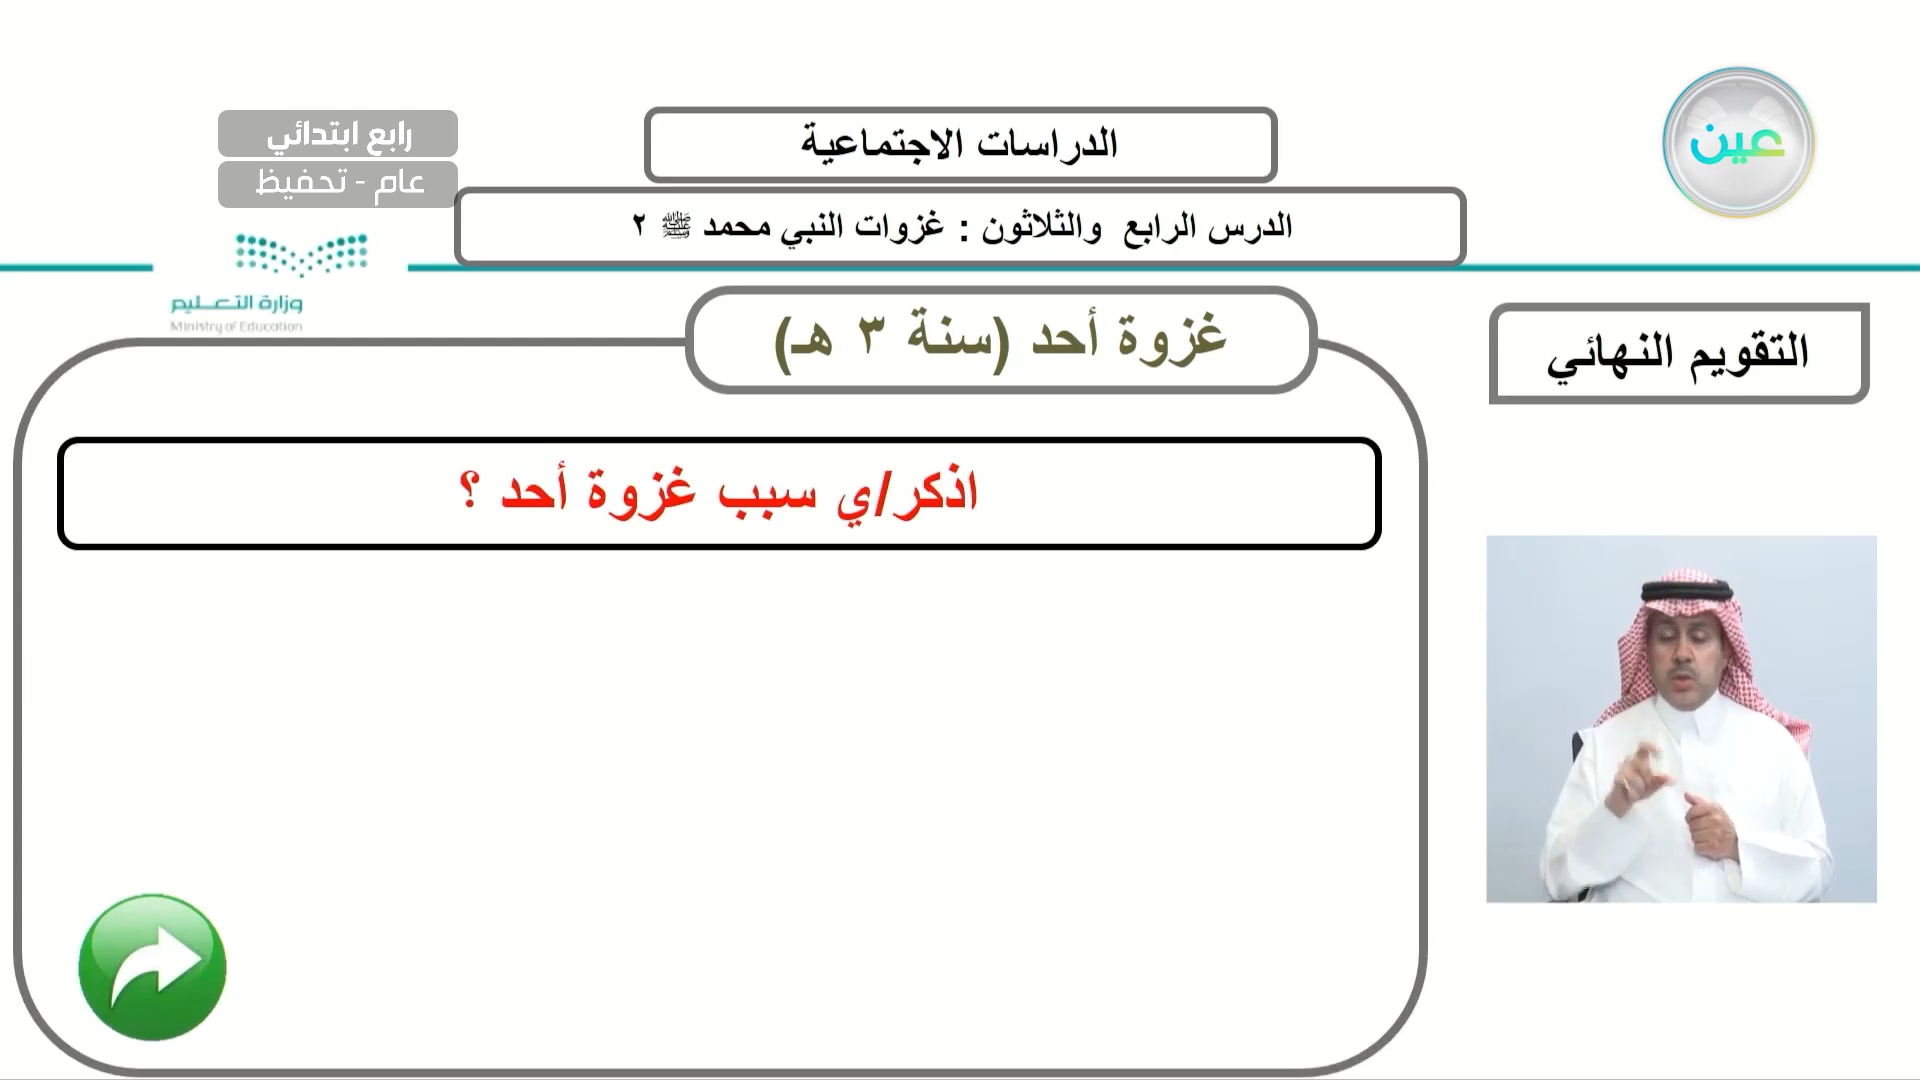 عين
الدراسات الاجتماعية
رابع ابتدائي
عام - تحفيظ
الدرس الرابع والثلاثون : غزوات النبي محمد ﷺ ٢
وزارة التعليم
Ministry of Education
غزوة أحد (سنة ٣ هـ)
التقويم النهائي
اذكر/ي سبب غزوة أحد ؟